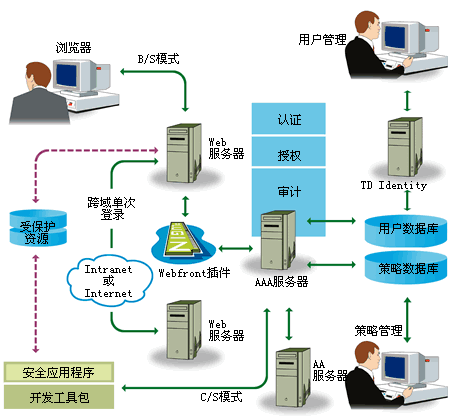 浏览器
B/S模式
用户管理
Web
服务器
认证
授权
审计
TD Identity
跨域单次
登录
受保护
资源
Webfront插件
AAA服务器
用户数据库
策略数据库
Intranet
或
Internet
Web
服务器
策略管理
安全应用程序
开发工具包
C/S模式
AA
服务器